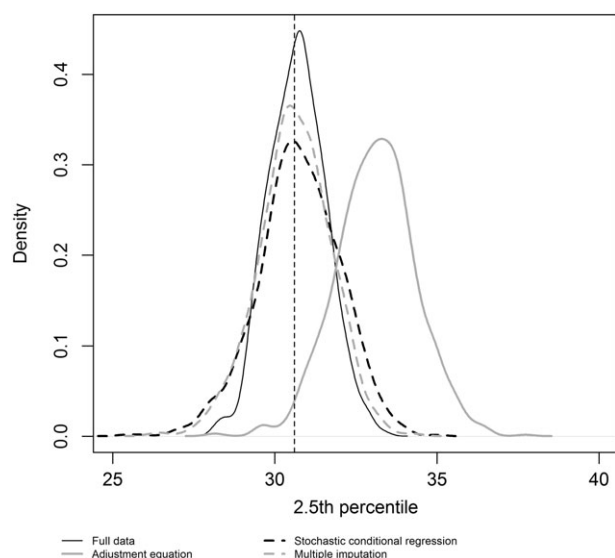 Density
0.4
0.3
0.2
0.1
0.0
25 30 35 40
2.5th percentile
Full data
Adjustment equation
Stochastic conditional regression
Multiple imputation